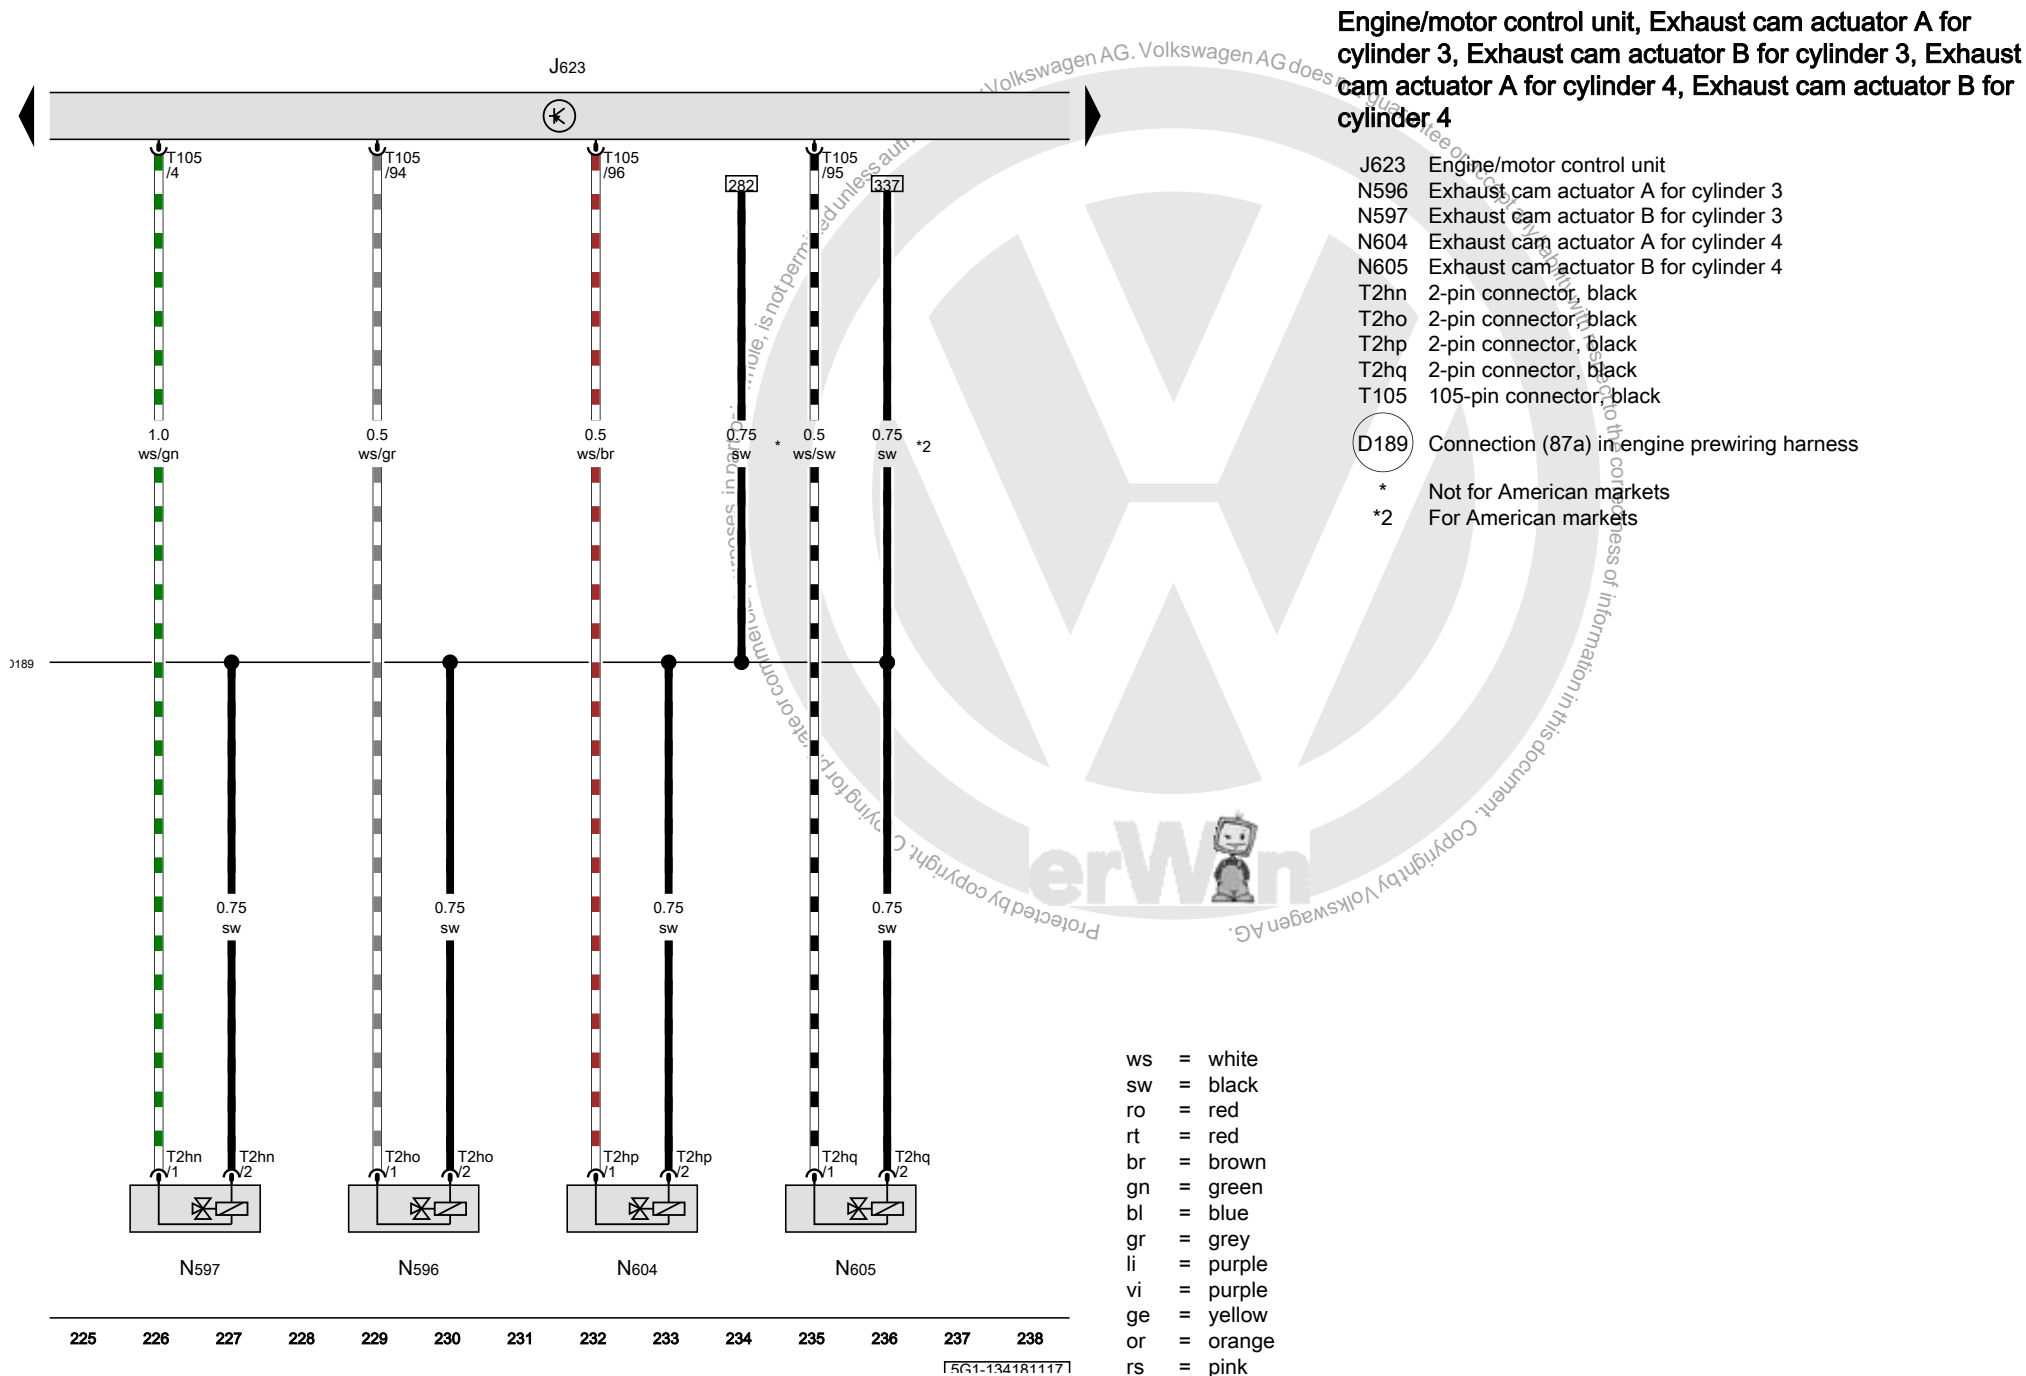 Engine/motor control unit, Exhaust cam actuator A for
cylinder 3, Exhaust cam actuator B for cylinder 3, Exhaust
cam actuator A for cylinder 4, Exhaust cam actuator B for
cylinder 4
J623 Engine/motor control unit
N596 Exhaust cam actuator A for cylinder 3
N597 Exhaust cam actuator B for cylinder 3
N604 Exhaust cam actuator A for cylinder 4
N605 Exhaust cam actuator B for cylinder 4
T2hn 2-pin connector, black
T2ho 2-pin connector, black
T2hp 2-pin connector, black
T2hq 2-pin connector, black
T105 105-pin connector, black
D189 Connection (87a) in engine prewiring harness
* Not for American markets
*2 For American markets
J623
T105 T105 T105 T105
/4 /94 /96 /95
282 337
1.0 0.5 0.5 0.75 * 0.5 0.75 *2
ws/gn ws/gr ws/br sw ws/sw sw
D189
0.75 0.75 0.75 0.75
sw sw sw sw
T2hn T2hn T2ho T2ho T2hp T2hp T2hq T2hq
/1 /2 /1 /2 /1 /2 /1 /2
N597 N596 N604 N605
225 226 227 228 229 230 231 232 233 234 235 236 237 238
5G1-134181117
ws = white
sw = black
ro = red
rt = red
br = brown
gn = green
bl = blue
gr = grey
li = purple
vi = purple
ge = yellow
or = orange
rs = pink
erWin
Protected by copyright. Copying for private or commercial purposes, in part or in whole, is not permitted unless authorised by Volkswagen AG. Volkswagen AG does not guarantee or accept any liability with respect to the correctness of information in this document. Copyright by Volkswagen AG.